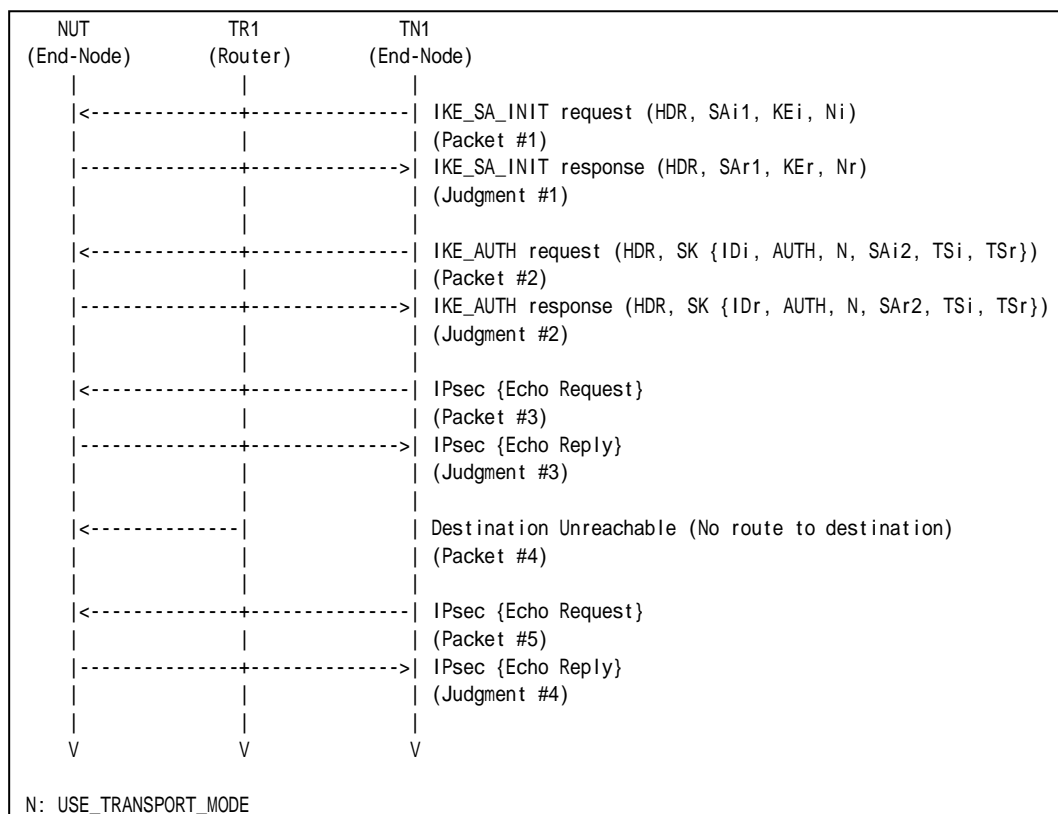 NUT TR1 TN1
(End-Node) (Router) (End-Node)
| | |
|<--------------+---------------| IKE_SA_INIT request (HDR, SAi1, KEi, Ni)
| | | (Packet #1)
|---------------+-------------->| IKE_SA_INIT response (HDR, SAr1, KEr, Nr)
| | | (Judgment #1)
| | |
|<--------------+---------------| IKE_AUTH request (HDR, SK {IDi, AUTH, N, SAi2, TSi, TSr})
| | | (Packet #2)
|---------------+-------------->| IKE_AUTH response (HDR, SK {IDr, AUTH, N, SAr2, TSi, TSr})
| | | (Judgment #2)
| | |
|<--------------+---------------| IPsec {Echo Request}
| | | (Packet #3)
|---------------+-------------->| IPsec {Echo Reply}
| | | (Judgment #3)
| | |
|<--------------| | Destination Unreachable (No route to destination)
| | | (Packet #4)
| | |
|<--------------+---------------| IPsec {Echo Request}
| | | (Packet #5)
|---------------+-------------->| IPsec {Echo Reply}
| | | (Judgment #4)
| | |
V V V
N: USE_TRANSPORT_MODE